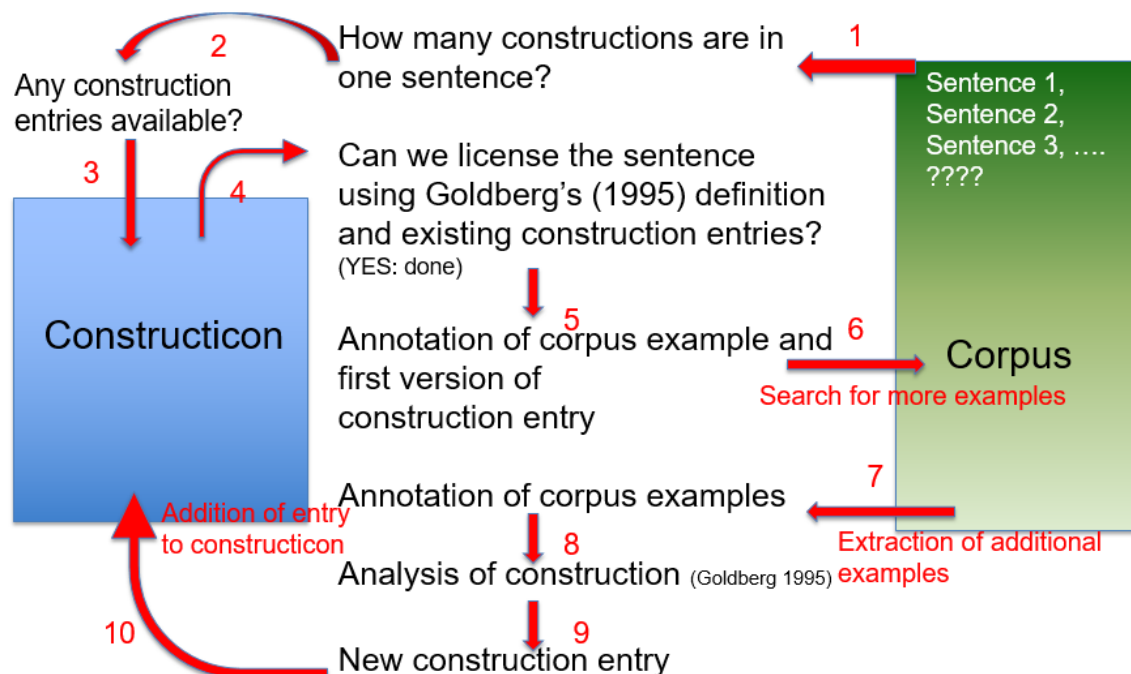 2
How many constructions are in
one sentence?
1
Any construction
entries available?
Sentence 1,
Sentence 2,
Sentence 3, ....
????
3
4
Can we license the sentence
using Goldberg's (1995) definition
and existing construction entries?
(YES: done)
5
Constructicon
Annotation of corpus example and
first version of
construction entry
6
Search for more examples
Corpus
7
Extraction of additional
examples
Annotation of corpus examples
8
Addition of entry
to constructicon
Analysis of construction (Goldberg 1995)
9
10
New construction entry